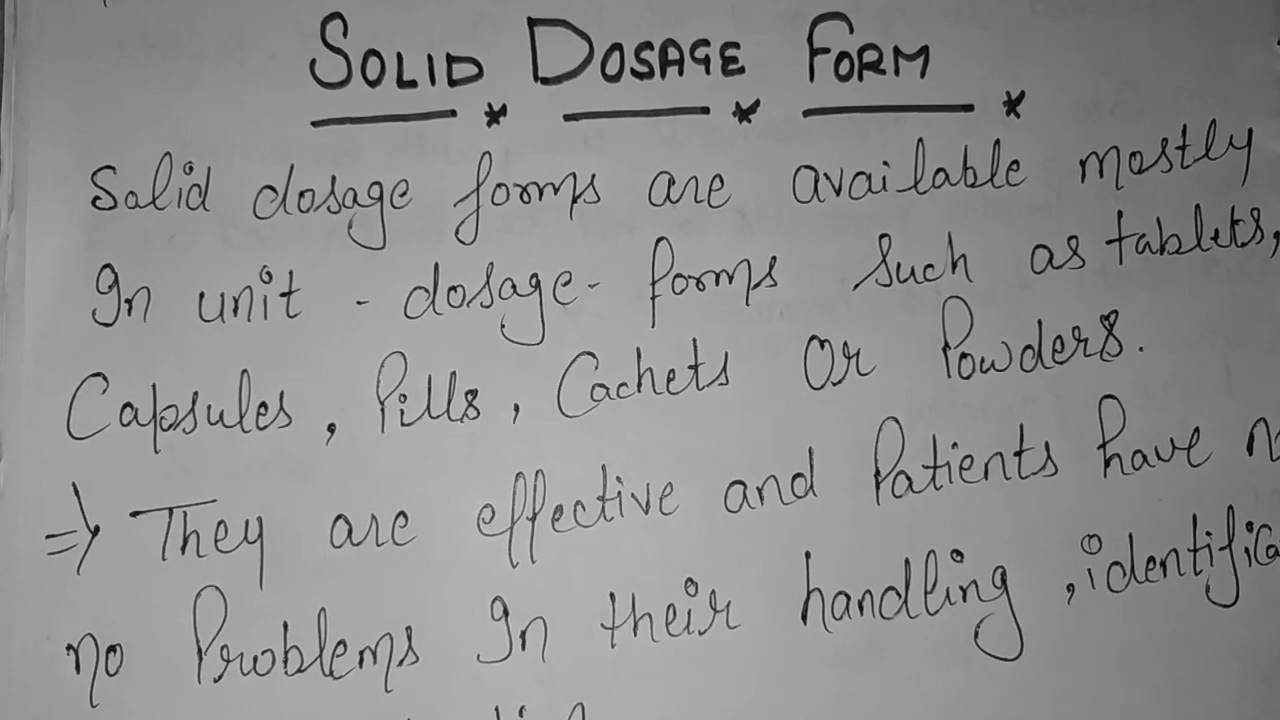 SOLID DOSAGE FORM
Solid dosage forms are available mostly
In unit - dosage - forms such as tablets,
Capsules, Pills, Cachets or Powders.
⇒ They are effective and Patients have
no Problems In their handling, identifica